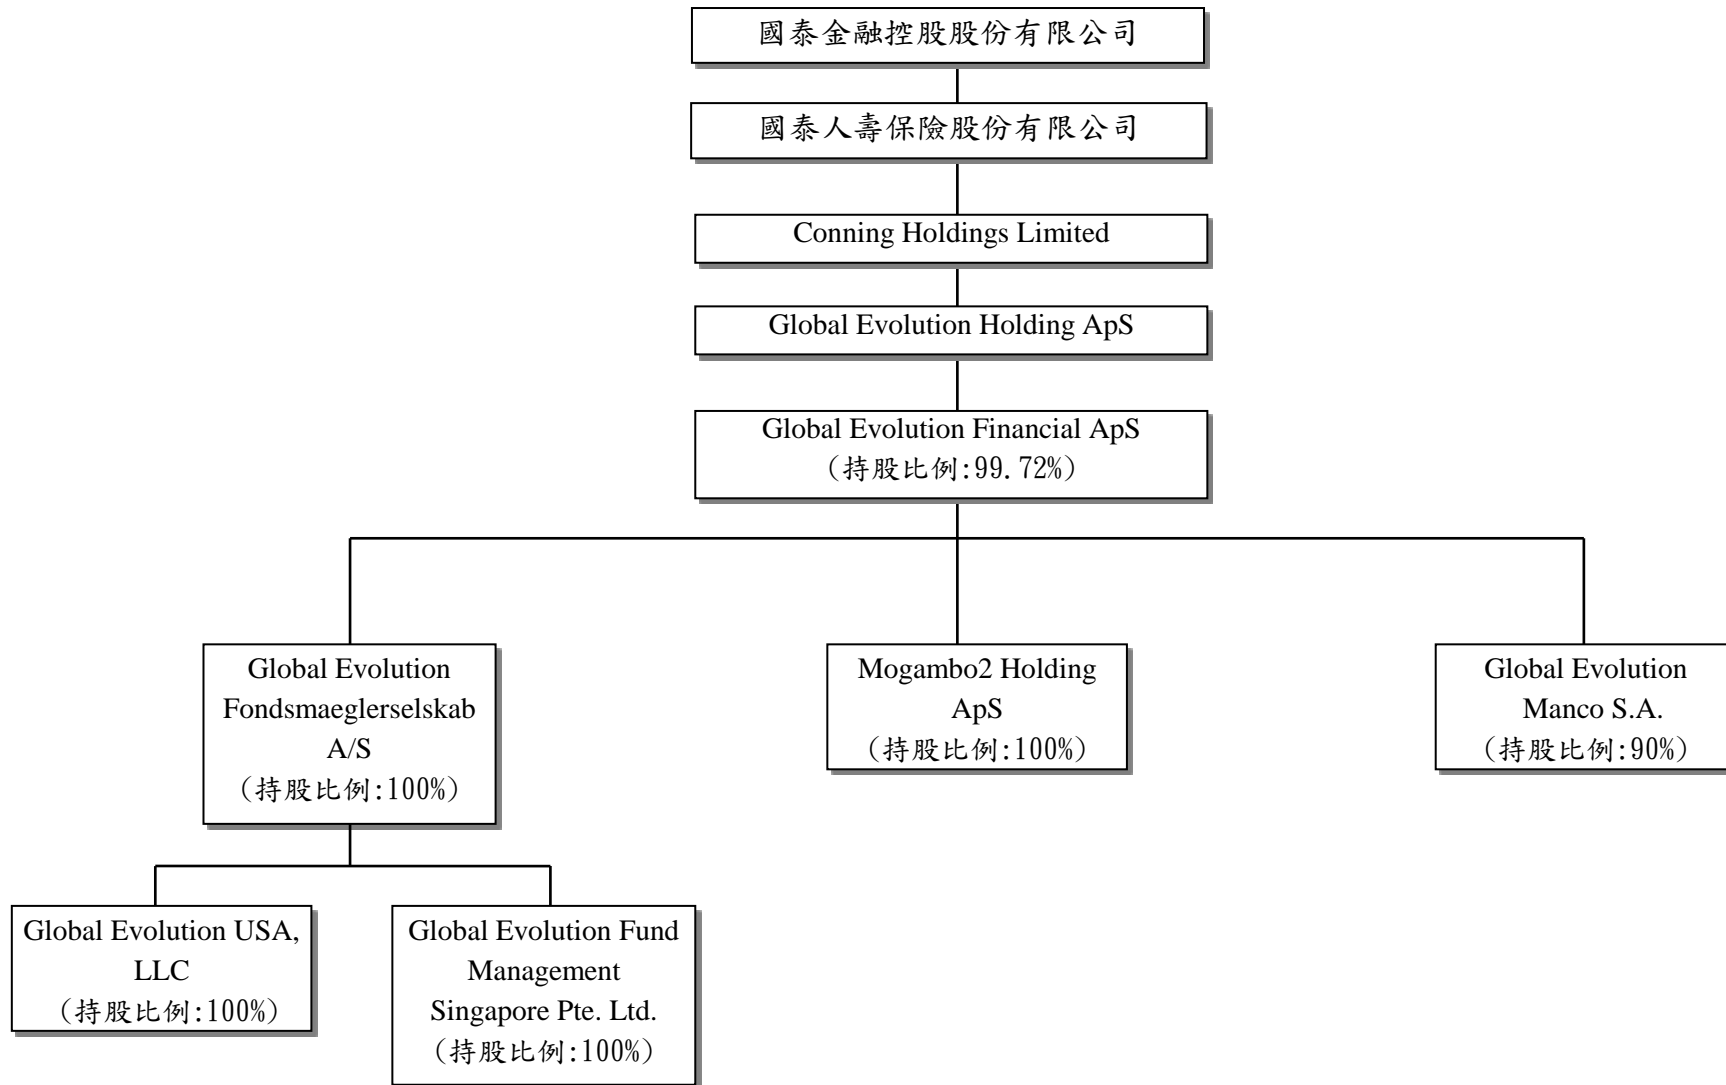 國泰金融控股股份有限公司
國泰人壽保險股份有限公司
Conning Holdings Limited
Global Evolution Holding ApS
Global Evolution Financial ApS
(持股比例:99.72%)
Global Evolution
Fondsmaeglerselskab
A/S
(持股比例:100%)
Mogambo2 Holding
ApS
(持股比例:100%)
Global Evolution
Manco S.A.
(持股比例:90%)
Global Evolution USA,
LLC
(持股比例:100%)
Global Evolution Fund
Management
Singapore Pte. Ltd.
(持股比例:100%)